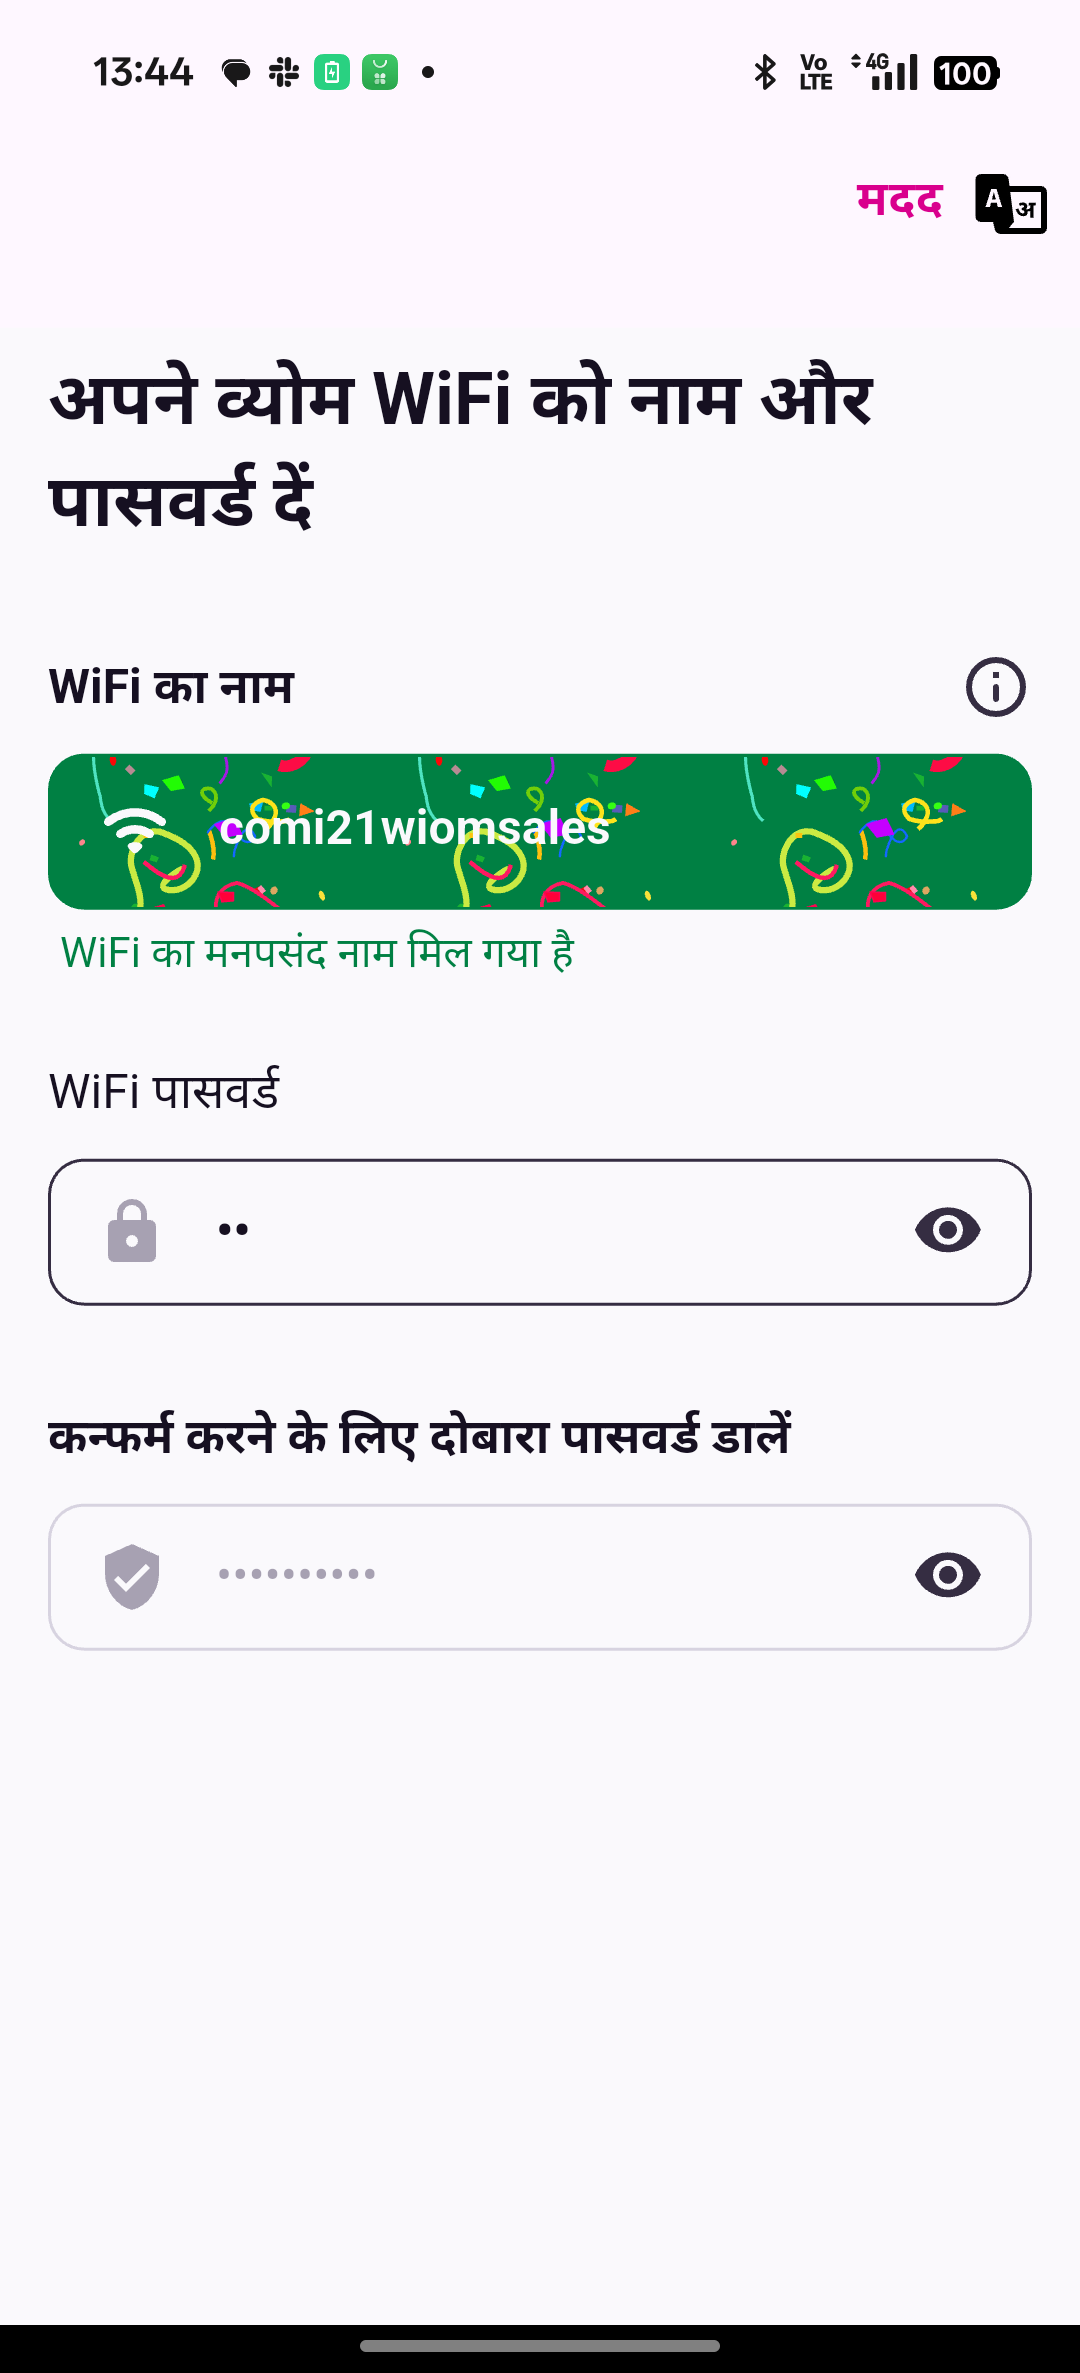 13:44
Vo LTE 4G 100
मदद
A अ
अपने व्योम WiFi को नाम और
पासवर्ड दें
WiFi का नाम
comi21wiomsales
WiFi का मनपसंद नाम मिल गया है
WiFi पासवर्ड
••
कन्फर्म करने के लिए दोबारा पासवर्ड डालें
••••••••••